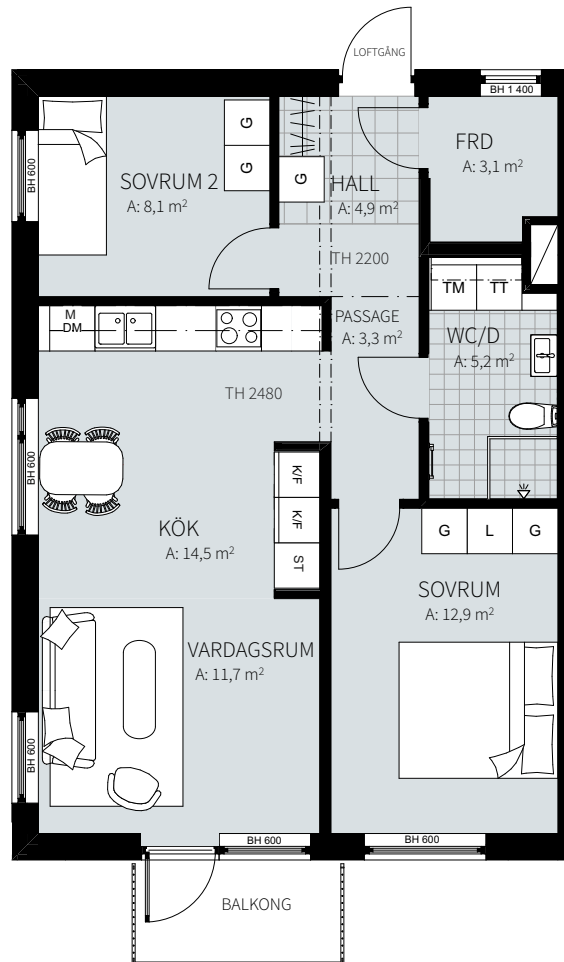 LOFTGÅNG
BH 1 400
BH 600
G
G
SOVRUM 2
A: 8,1 m²
G
HALL
A: 4,9 m²
FRD
A: 3,1 m²
TH 2200
TM
TT
M
DM
PASSAGE
A: 3,3 m²
WC/D
A: 5,2 m²
TH 2480
BH 600
K/F
K/F
ST
KÖK
A: 14,5 m²
G
L
G
SOVRUM
A: 12,9 m²
VARDAGSRUM
A: 11,7 m²
BH 600
BH 600
BH 600
BALKONG